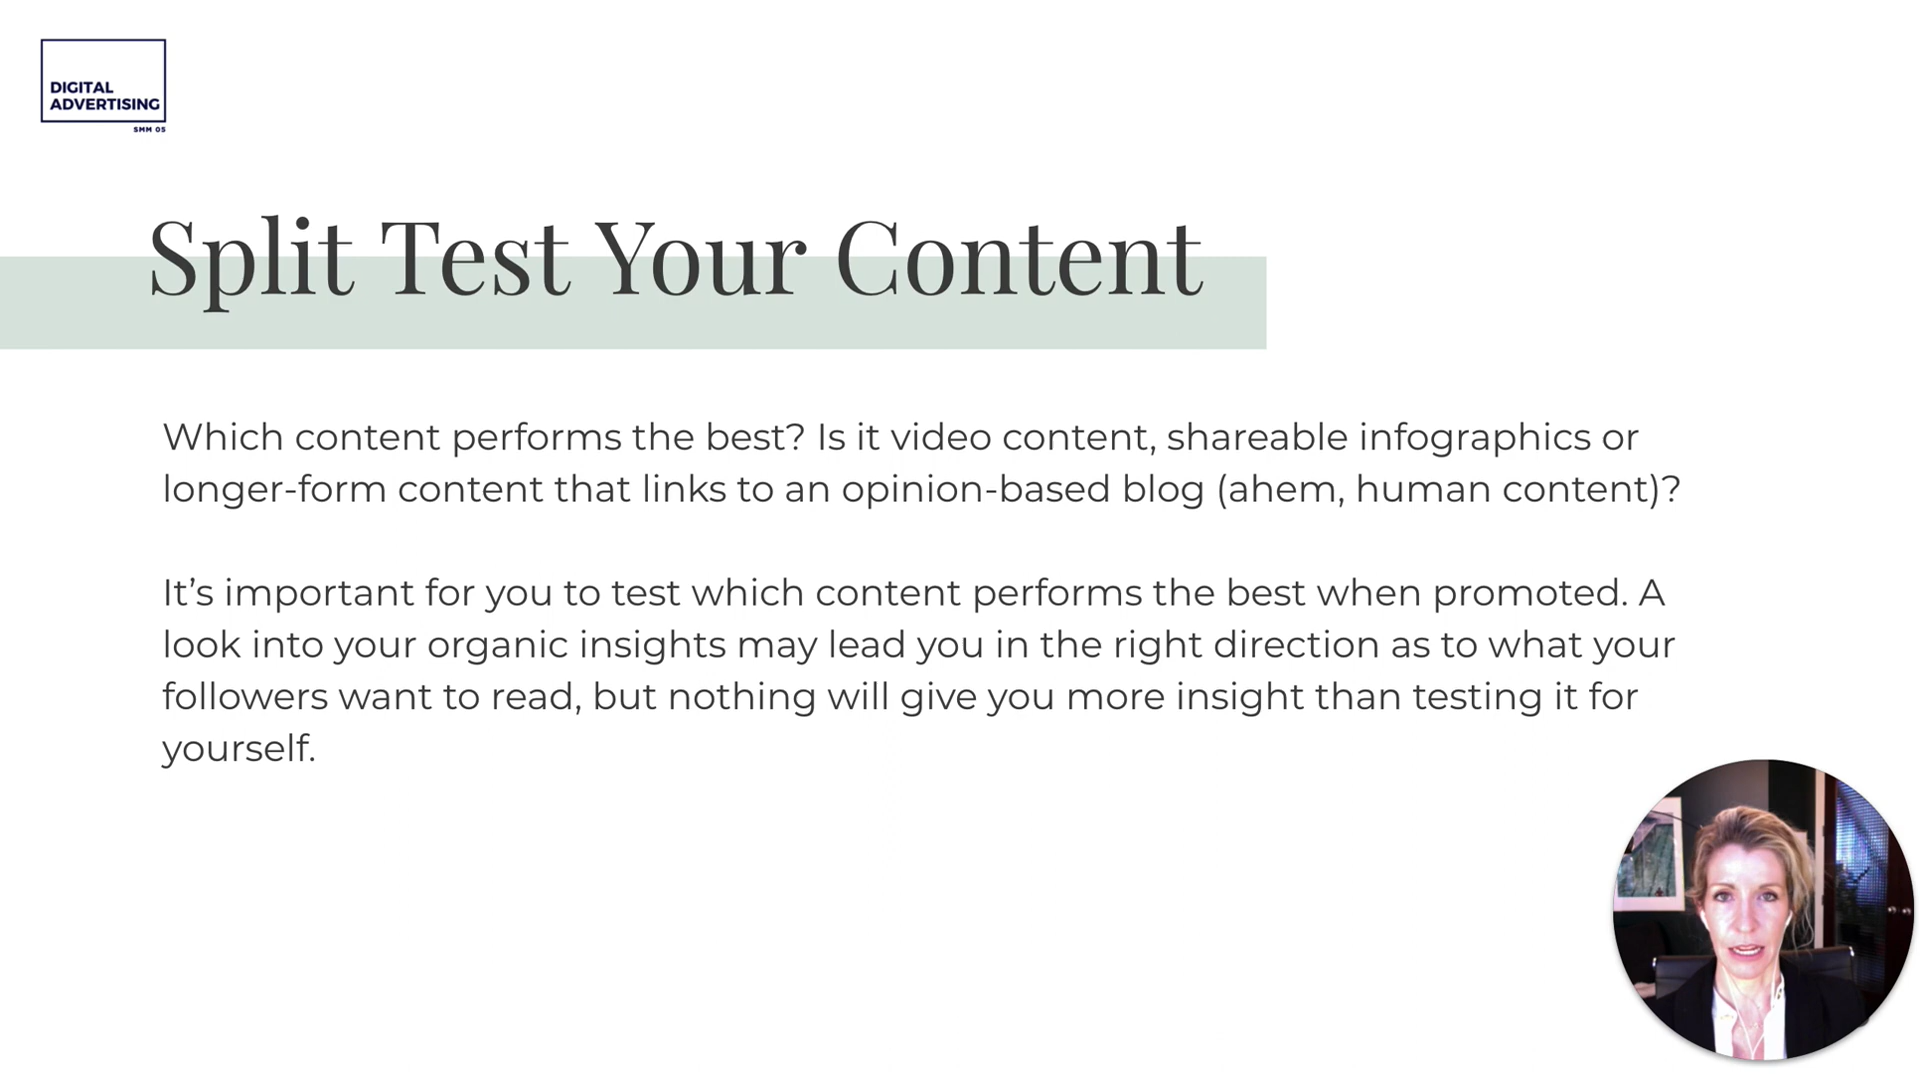 DIGITAL
ADVERTISING
SMM 05
Split Test Your Content
Which content performs the best? Is it video content, shareable infographics or
longer-form content that links to an opinion-based blog (ahem, human content)?
It’s important for you to test which content performs the best when promoted. A
look into your organic insights may lead you in the right direction as to what your
followers want to read, but nothing will give you more insight than testing it for
yourself.